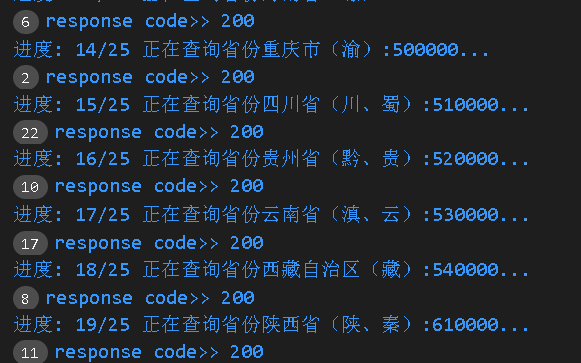 6 response code>> 200
进度: 14/25 正在查询省份重庆市（渝）:500000...
2 response code>> 200
进度: 15/25 正在查询省份四川省（川、蜀）:510000...
22 response code>> 200
进度: 16/25 正在查询省份贵州省（黔、贵）:520000...
10 response code>> 200
进度: 17/25 正在查询省份云南省（滇、云）:530000...
17 response code>> 200
进度: 18/25 正在查询省份西藏自治区（藏）:540000...
8 response code>> 200
进度: 19/25 正在查询省份陕西省（陕、秦）:610000...
11 response code>> 200